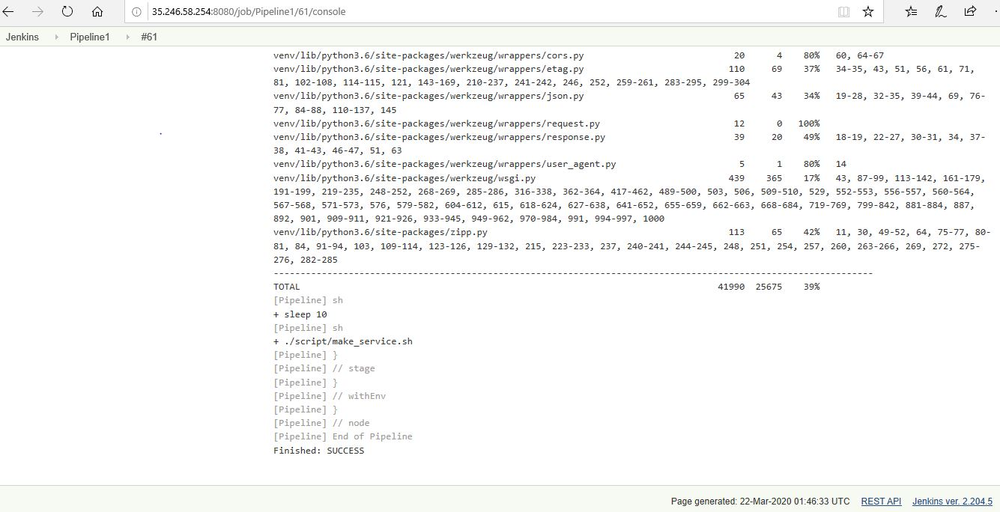 35.246.58.254:8080/job/Pipeline1/61/console
Jenkins Pipeline1 #61
venv/lib/python3.6/site-packages/werkzeug/wrappers/cors.py 20 4 80% 60, 64-67
venv/lib/python3.6/site-packages/werkzeug/wrappers/etag.py 110 69 37% 34-35, 43, 51, 56, 61, 71,
81, 102-108, 114-115, 121, 143-169, 210-237, 241-242, 246, 252, 259-261, 283-295, 299-304
venv/lib/python3.6/site-packages/werkzeug/wrappers/json.py 65 43 34% 19-28, 32-35, 39-44, 69, 76-
77, 84-88, 110-137, 145
venv/lib/python3.6/site-packages/werkzeug/wrappers/request.py 12 0 100%
venv/lib/python3.6/site-packages/werkzeug/wrappers/response.py 39 20 49% 18-19, 22-27, 30-31, 34, 37-
38, 41-43, 46-47, 51, 63
venv/lib/python3.6/site-packages/werkzeug/wrappers/user_agent.py 5 1 80% 14
venv/lib/python3.6/site-packages/werkzeug/wsgi.py 439 365 17% 43, 87-99, 113-142, 161-179,
191-199, 219-235, 248-252, 268-269, 285-286, 316-338, 362-364, 417-462, 489-500, 503, 506, 509-510, 529, 552-553, 556-557, 560-564,
567-568, 571-573, 576, 579-582, 604-612, 615, 618-624, 627-638, 641-652, 655-659, 662-663, 668-684, 719-769, 799-842, 881-884, 887,
892, 901, 909-911, 921-926, 933-945, 949-962, 970-984, 991, 994-997, 1000
venv/lib/python3.6/site-packages/zipp.py 113 65 42% 11, 30, 49-52, 64, 75-77, 80-
81, 84, 91-94, 103, 109-114, 123-126, 129-132, 215, 223-233, 237, 240-241, 244-245, 248, 251, 254, 257, 260, 263-266, 269, 272, 275-
276, 282-285
----------------------------------------------------------------------------------------------------------------
TOTAL 41990 25675 39%
[Pipeline] sh
+ sleep 10
[Pipeline] sh
+ ./script/make_service.sh
[Pipeline] }
[Pipeline] // stage
[Pipeline] }
[Pipeline] // withEnv
[Pipeline] }
[Pipeline] // node
[Pipeline] End of Pipeline
Finished: SUCCESS
Page generated: 22-Mar-2020 01:46:33 UTC REST API Jenkins ver. 2.204.5